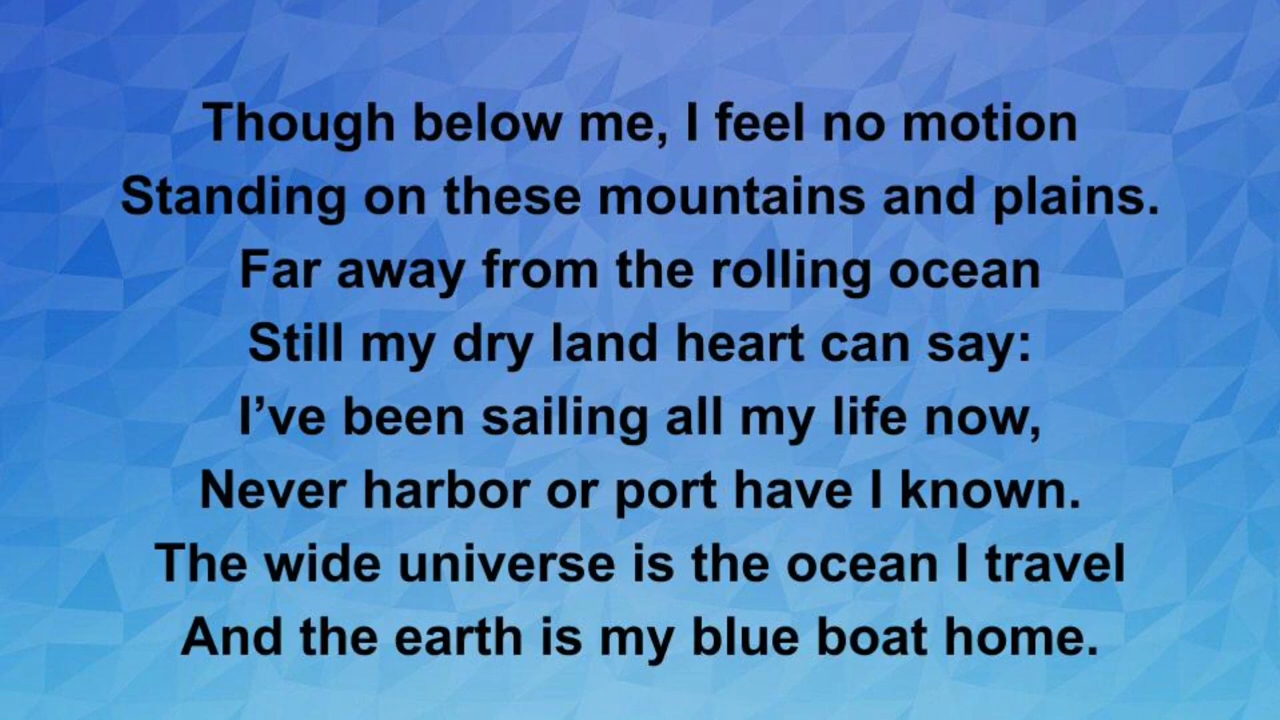 Though below me, I feel no motion
Standing on these mountains and plains.
Far away from the rolling ocean
Still my dry land heart can say:
I’ve been sailing all my life now,
Never harbor or port have I known.
The wide universe is the ocean I travel
And the earth is my blue boat home.